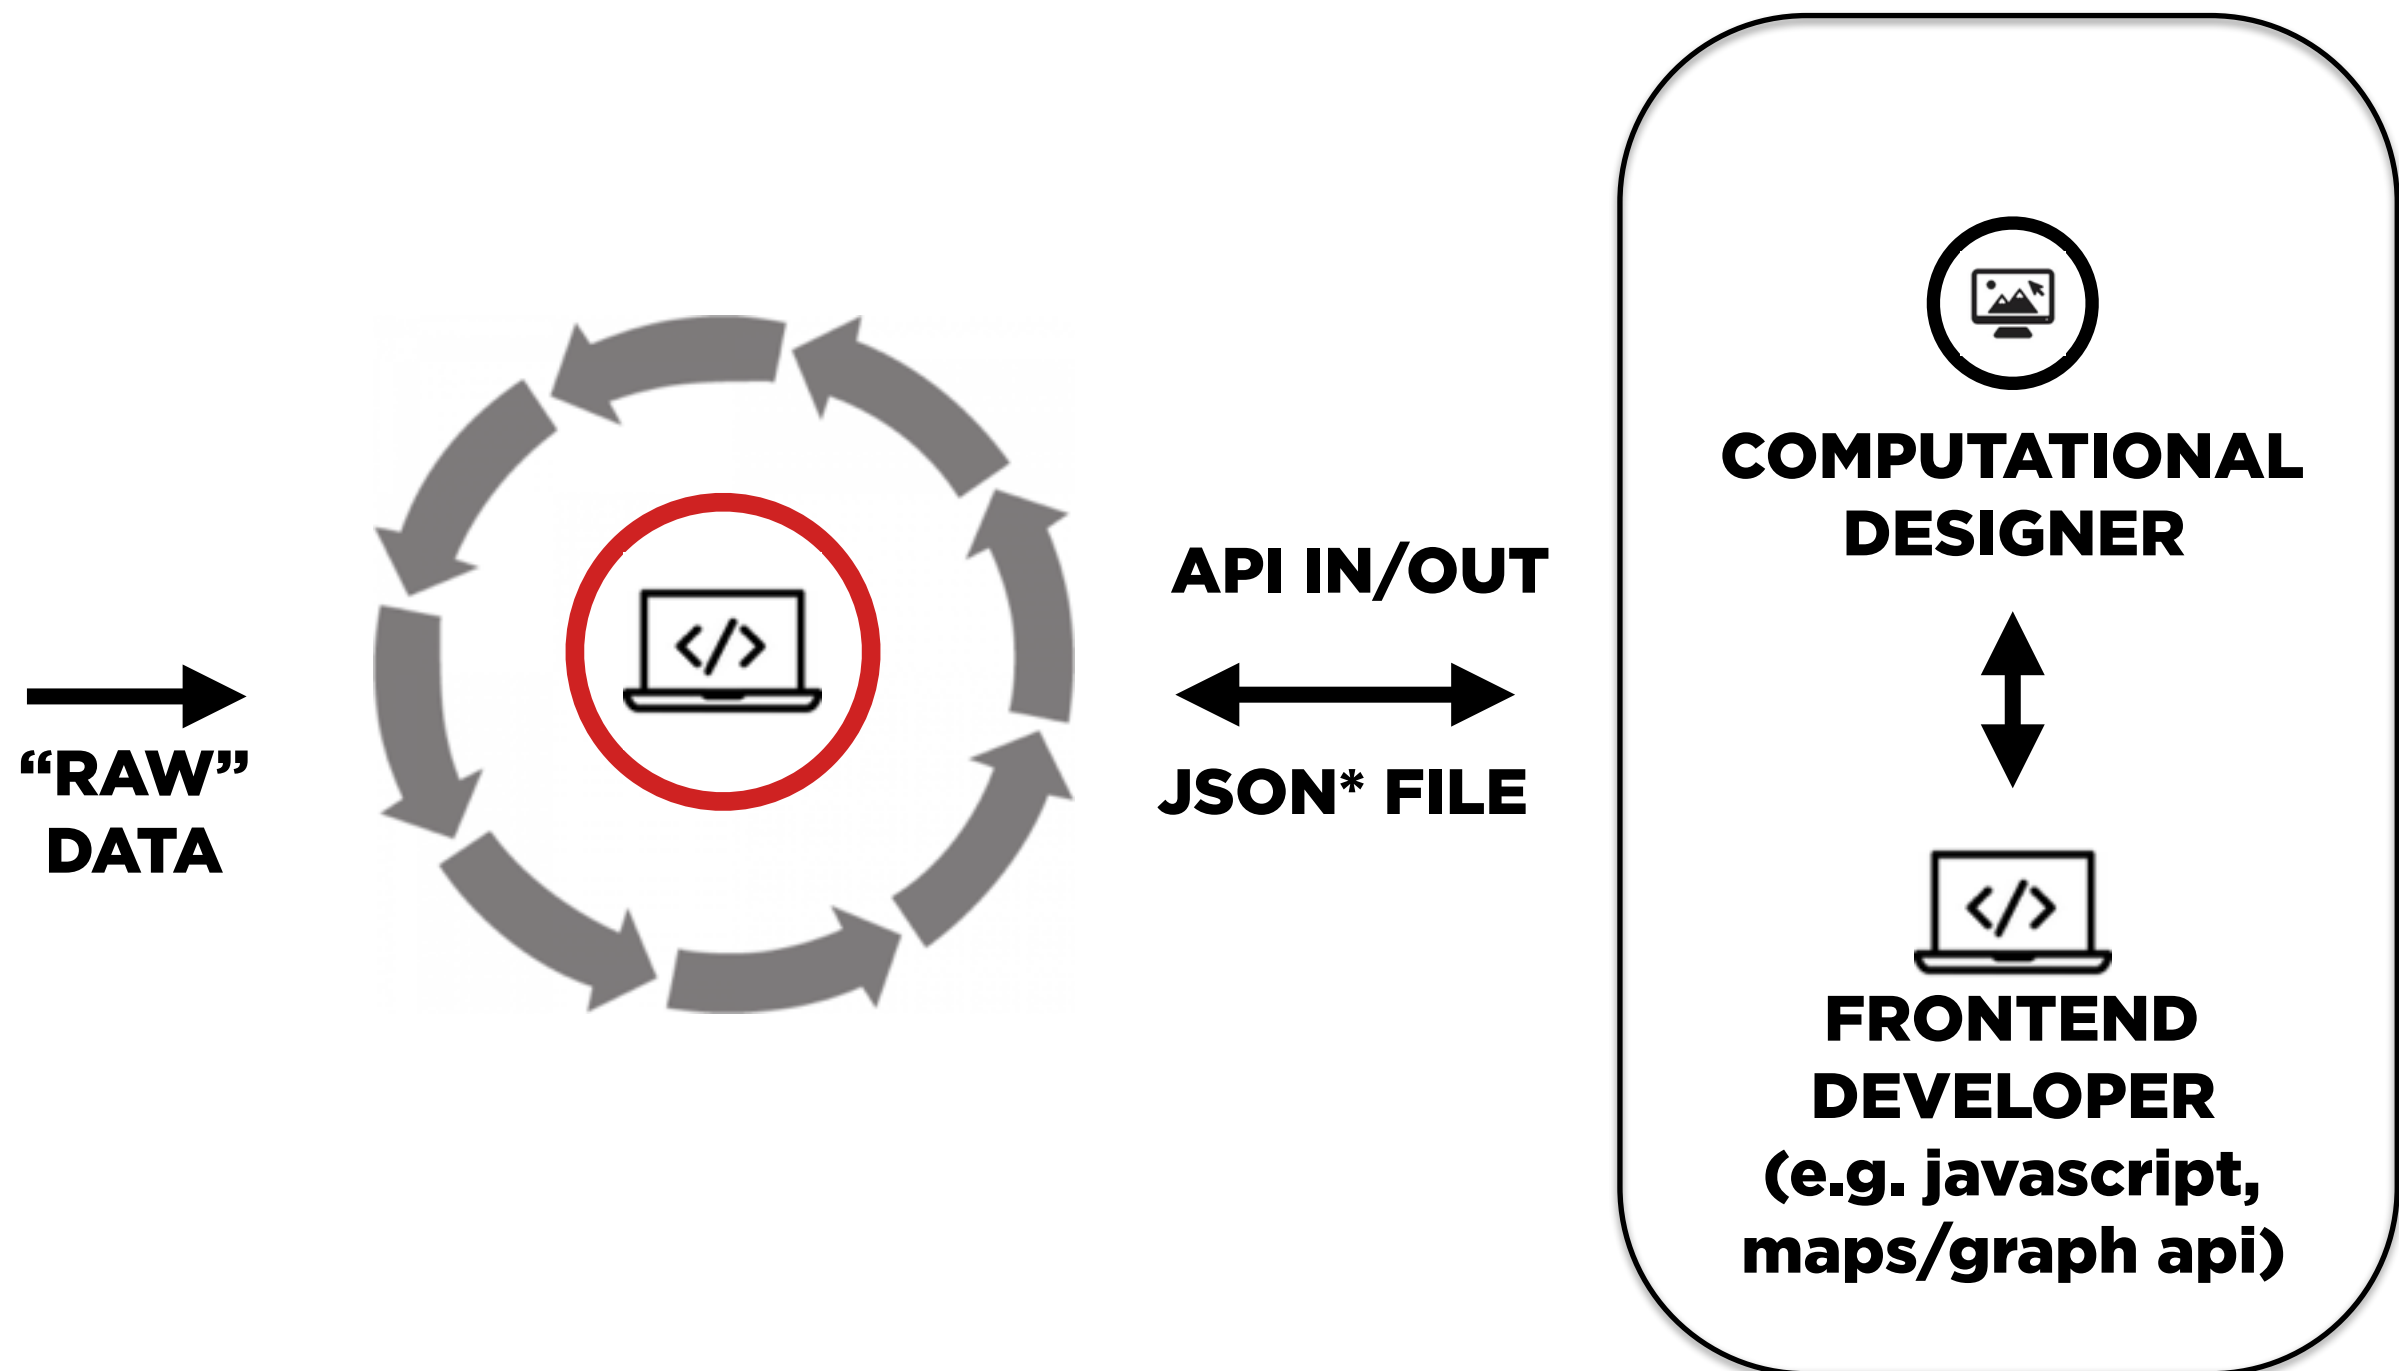 “RAW”
DATA
</>
API IN/OUT
JSON* FILE
COMPUTATIONAL
DESIGNER
</>
FRONTEND
DEVELOPER
(e.g. javascript,
maps/graph api)